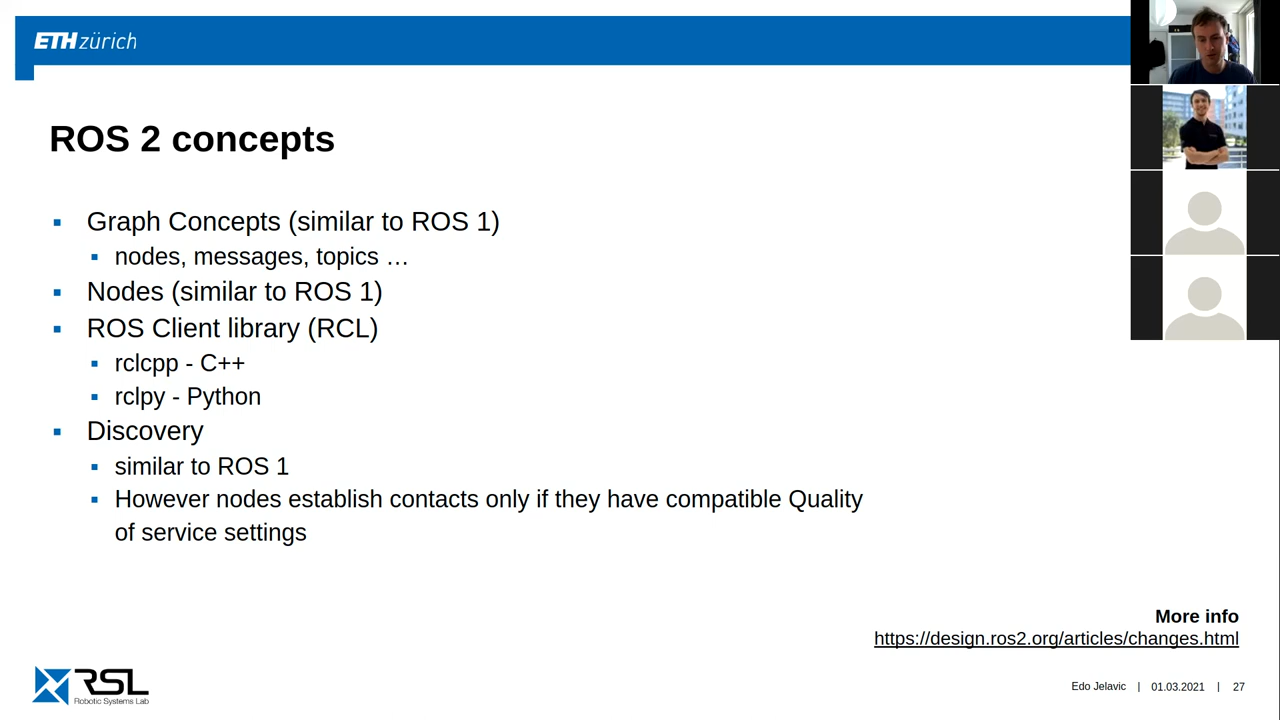 ETH zürich
ROS 2 concepts
Graph Concepts (similar to ROS 1)
nodes, messages, topics …
Nodes (similar to ROS 1)
ROS Client library (RCL)
rclcpp - C++
rclpy - Python
Discovery
similar to ROS 1
However nodes establish contacts only if they have compatible Quality
of service settings
More info
https://design.ros2.org/articles/changes.html
RSL
Robotic Systems Lab
Edo Jelavic | 01.03.2021 | 27